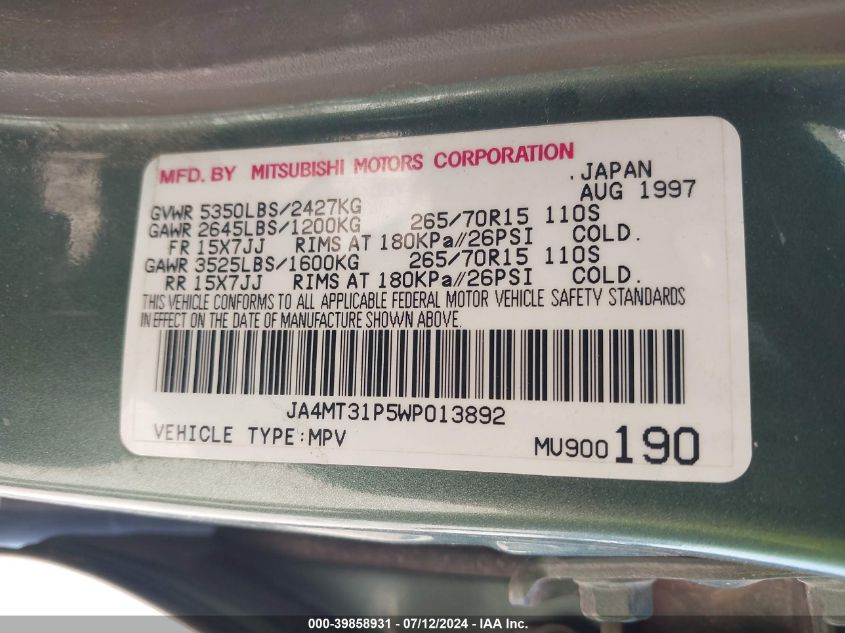 MFD. BY MITSUBISHI MOTORS CORPORATION
JAPAN
AUG 1997
GVWR 5350LBS/2427KG
GAWR 2645LBS/1200KG 265/70R15 110S
FR 15X7JJ RIMS AT 180KPa//26PSI COLD.
GAWR 3525LBS/1600KG 265/70R15 110S
RR 15X7JJ RIMS AT 180KPa//26PSI COLD.
THIS VEHICLE CONFORMS TO ALL APPLICABLE FEDERAL MOTOR VEHICLE SAFETY STANDARDS
IN EFFECT ON THE DATE OF MANUFACTURE SHOWN ABOVE.
JA4MT31P5WP013892
VEHICLE TYPE:MPV MU900190
000-39858931 - 07/12/2024 - IAA Inc.